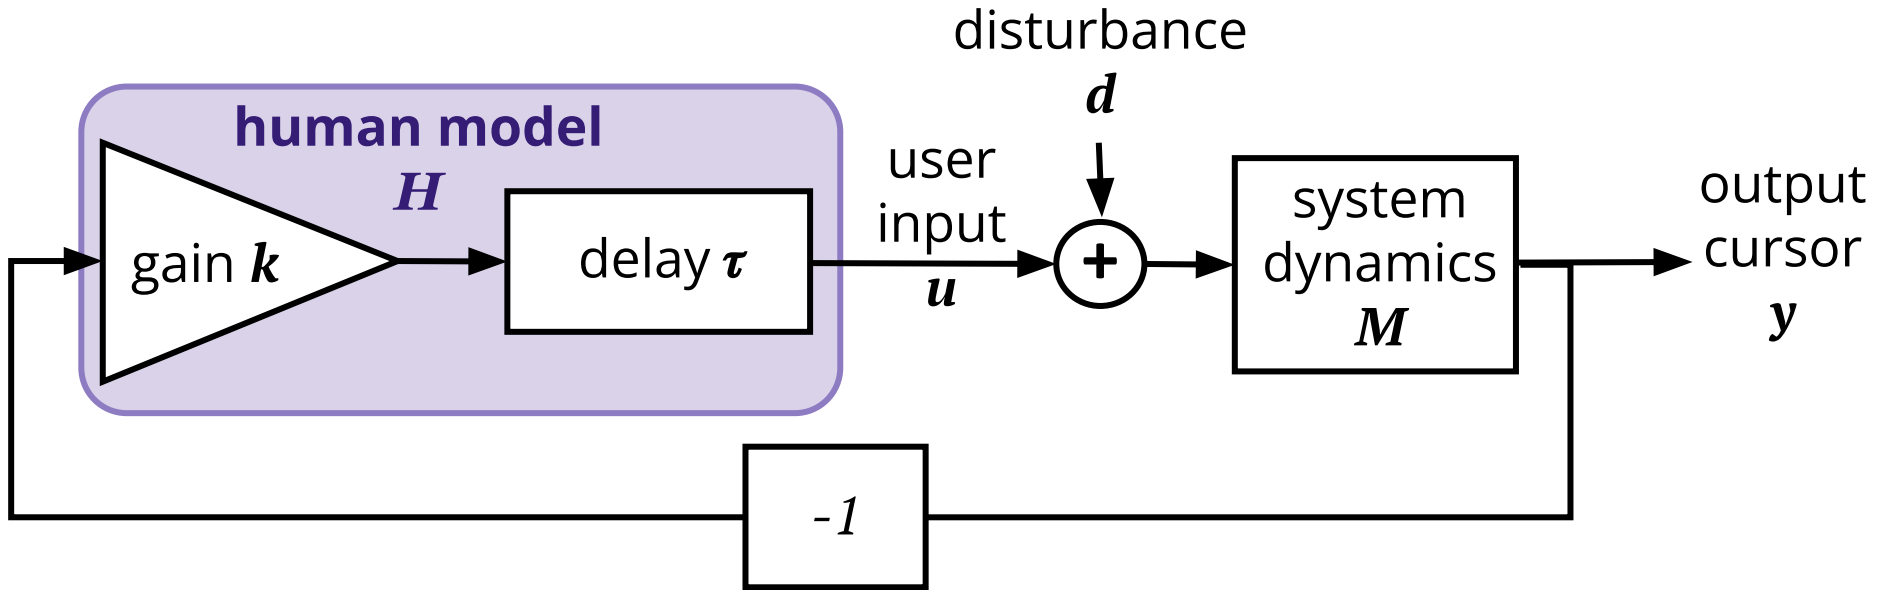 disturbance
d
human model
H
gain k
delay τ
user
input
u
+
system
dynamics
M
output
cursor
y
-1